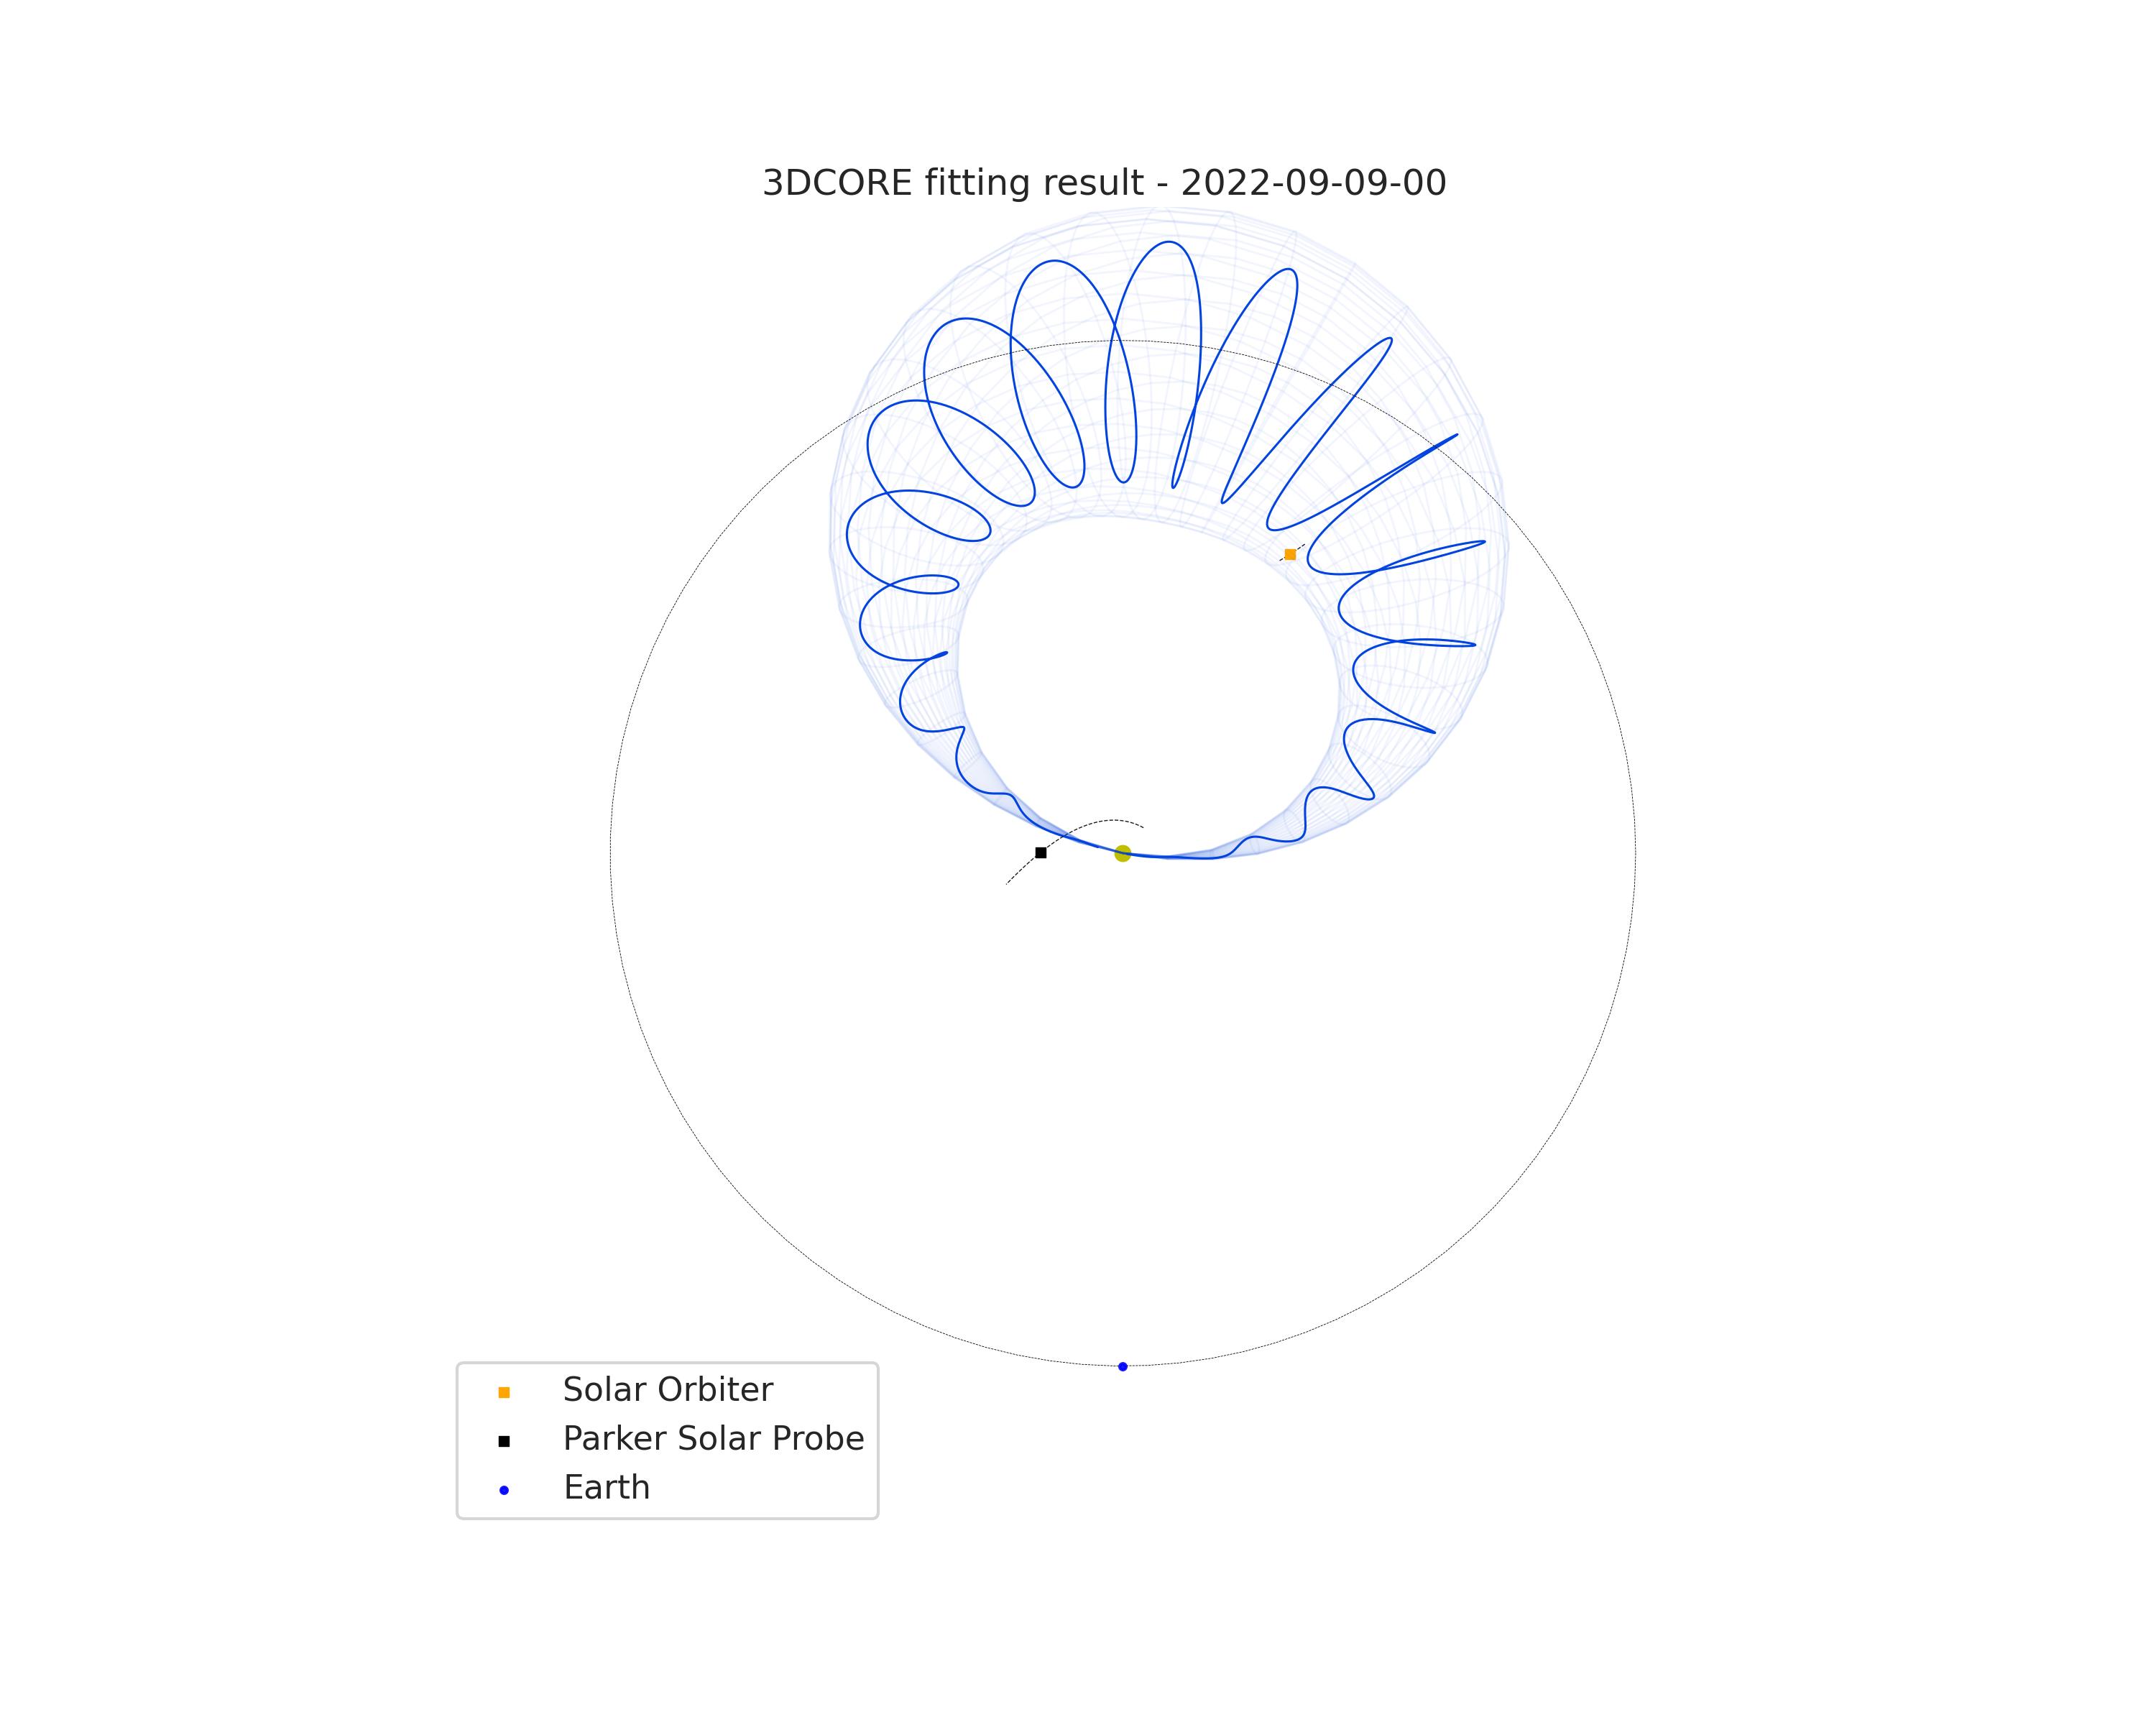 3DCORE fitting result - 2022-09-09-00
Solar Orbiter
Parker Solar Probe
Earth